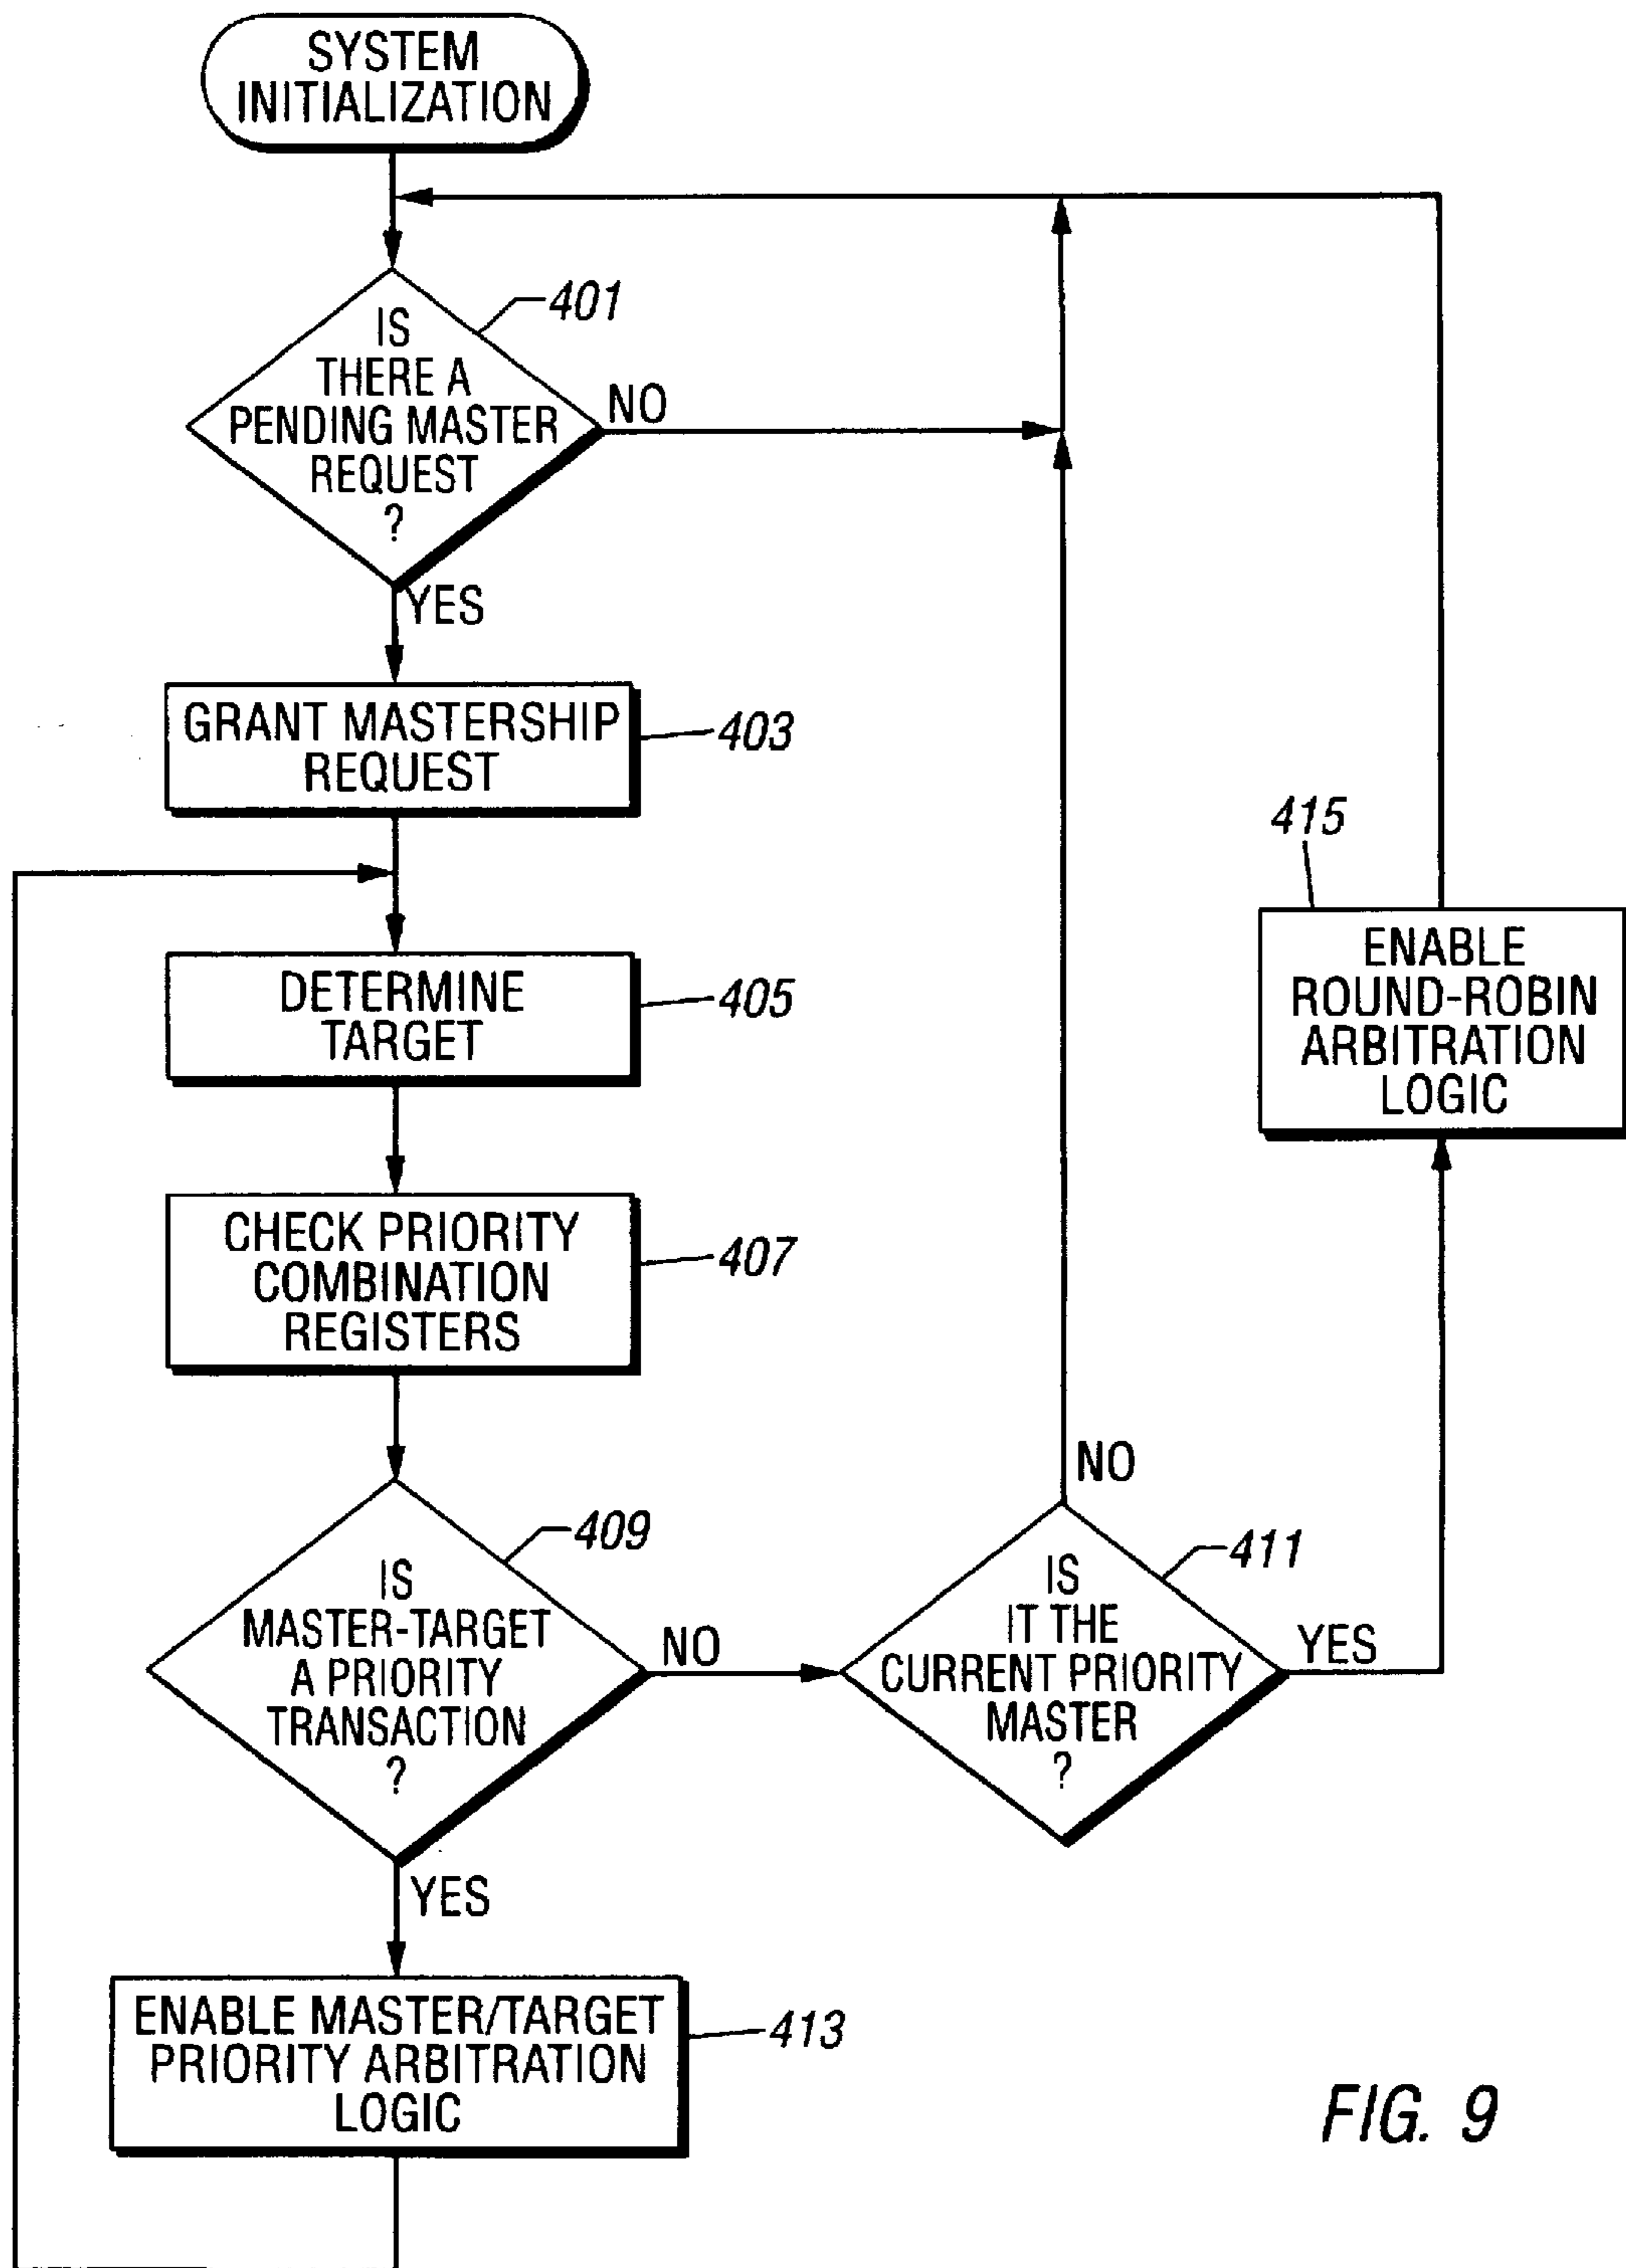 SYSTEM
INITIALIZATION
401
IS
THERE A
PENDING MASTER
REQUEST
?
NO
YES
GRANT MASTERSHIP
REQUEST
403
DETERMINE
TARGET
405
CHECK PRIORITY
COMBINATION
REGISTERS
407
409
IS
MASTER-TARGET
A PRIORITY
TRANSACTION
?
NO
YES
411
IS
IT THE
CURRENT PRIORITY
MASTER
?
NO
YES
415
ENABLE
ROUND-ROBIN
ARBITRATION
LOGIC
ENABLE MASTER/TARGET
PRIORITY ARBITRATION
LOGIC
413
FIG. 9